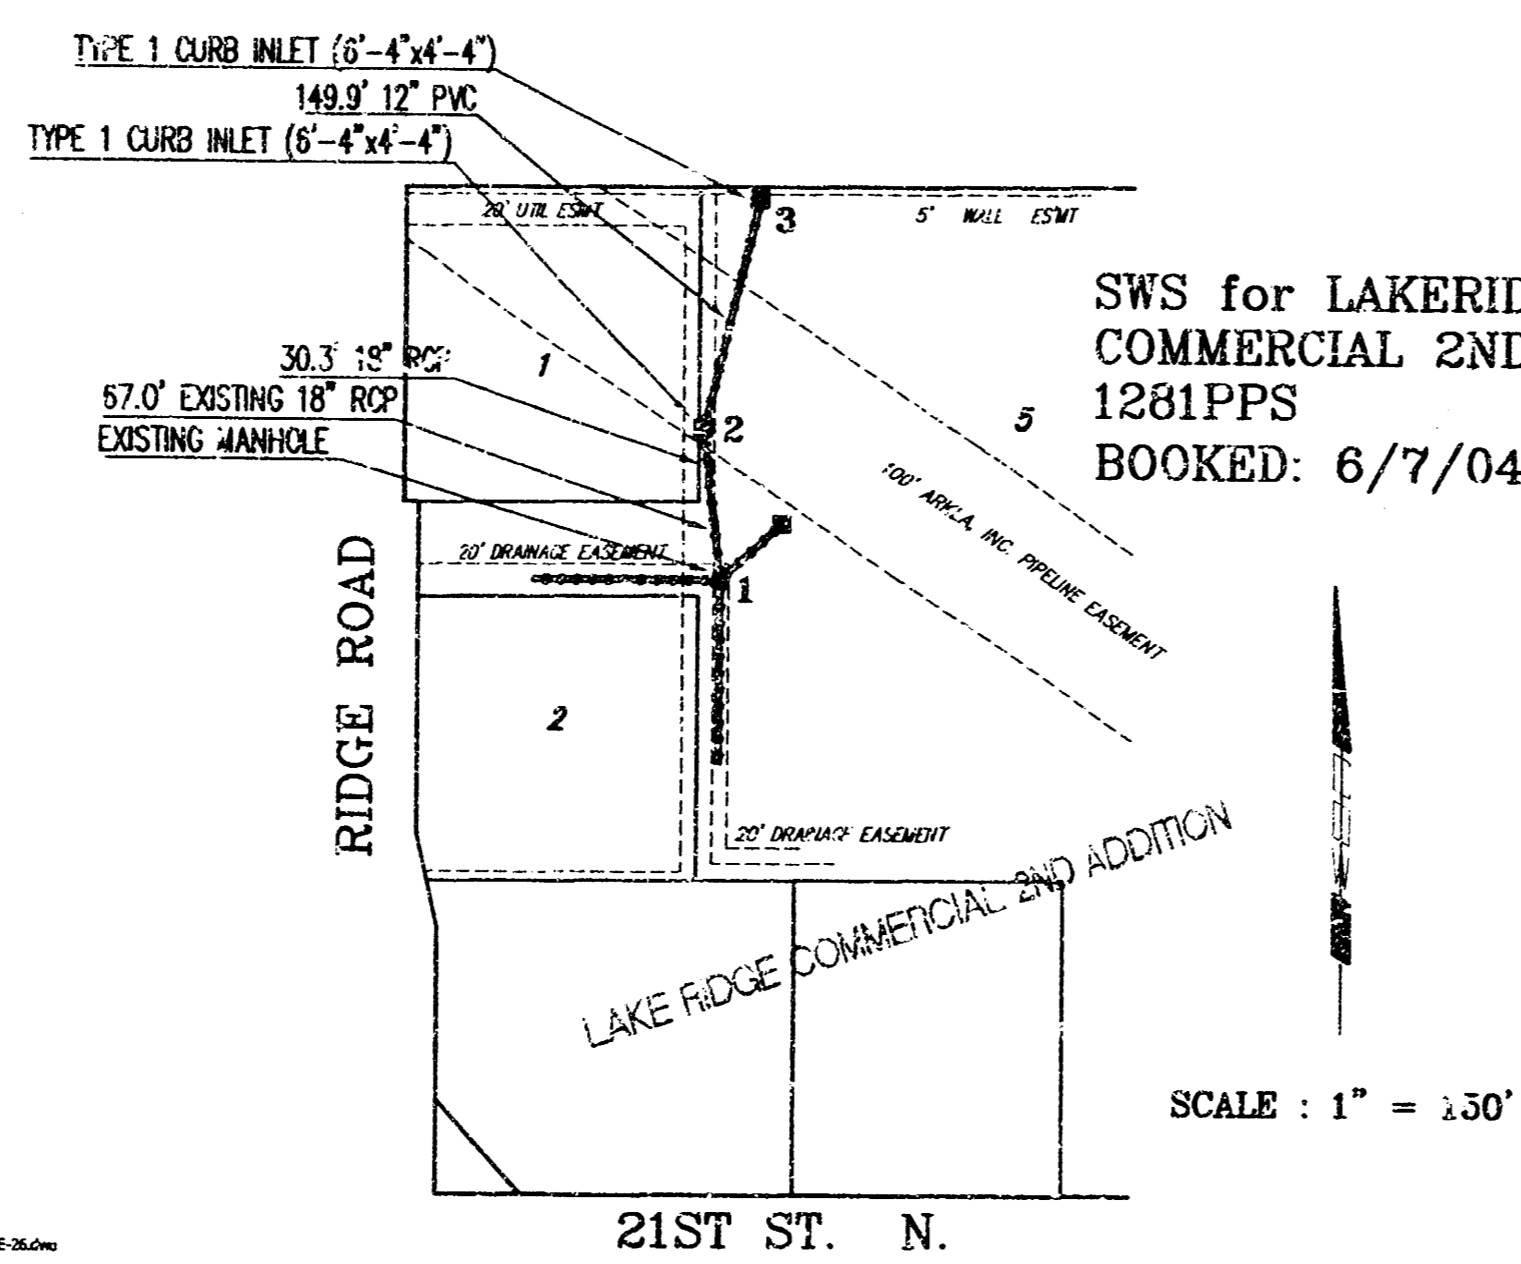 TYPE 1 CURB INLET (6'-4"x4'-4")
149.9' 12" PVC
TYPE 1 CURB INLET (6'-4"x4'-4")
20' UTIL ESMT
3
5' WALL ESMT
SWS for LAKERID
COMMERCIAL 2ND
1281PPS
BOOKED: 6/7/04
30.3' 18" RCP
67.0' EXISTING 18" RCP
EXISTING MANHOLE
1
2
5
100' ARKLA, INC. PIPELINE EASEMENT
20' DRAINAGE EASEMENT
1
RIDGE ROAD
2
20' DRAINAGE EASEMENT
LAKE RIDGE COMMERCIAL 2ND ADDITION
SCALE : 1" = 150'
21ST ST. N.
E-26.dwg